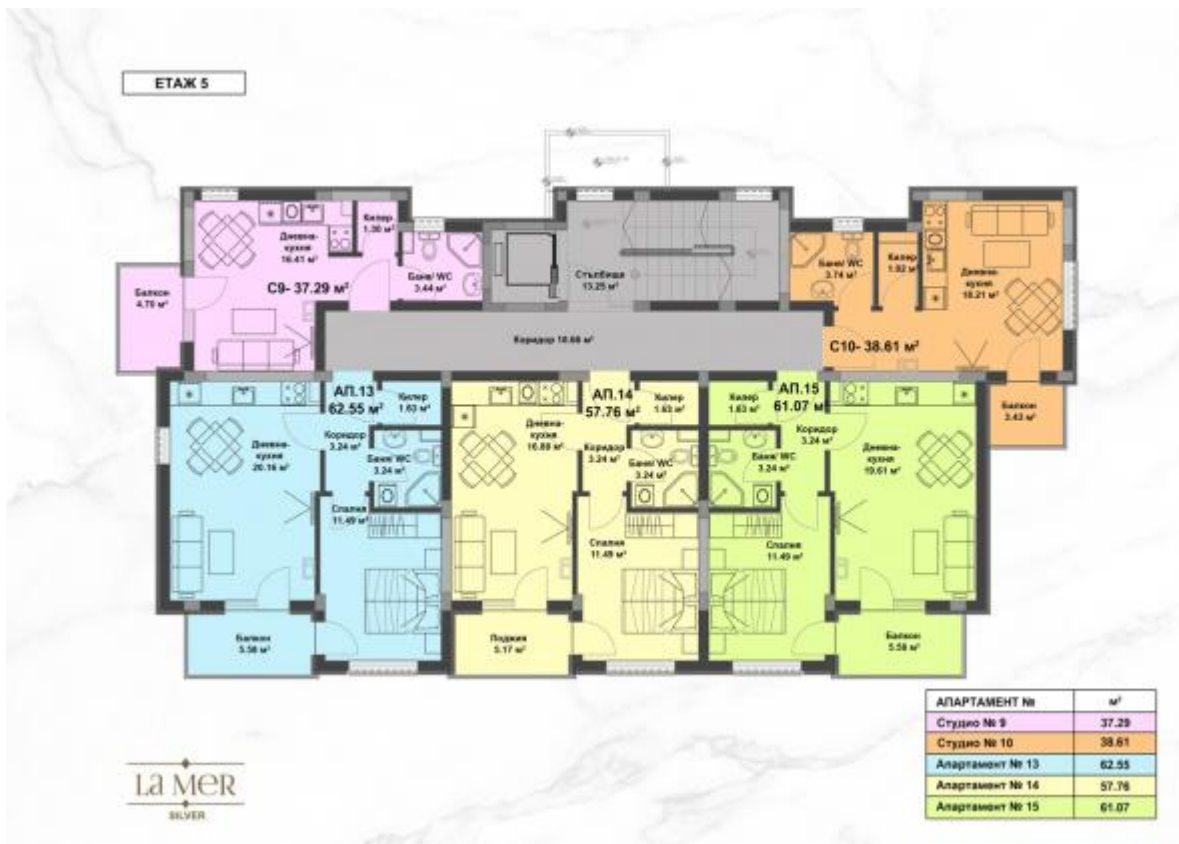 ЕТАЖ 5
Килер
1.30 м²
Дневна-
кухня
16.41 м²
Бани/ WC
3.44 м²
С9- 37.29 м²
Балкон
4.70 м²
Стълбище
13.25 м²
Баня/ WC
3.74 м²
Килер
1.82 м²
Дневна-
кухня
18.21 м²
С10- 38.61 м²
Балкон
3.43 м²
Коридор 18.66 м²
АП.13
62.55 м²
Килер
1.63 м²
Коридор
3.24 м²
Баня/ WC
3.24 м²
Дневна-
кухня
20.16 м²
Спалня
11.49 м²
Балкон
5.58 м²
АП.14
57.76 м²
Килер
1.63 м²
Дневна-
кухня
Коридор
3.24 м²
Баня/ WC
3.24 м²
Спалня
11.49 м²
Лоджия
5.17 м²
АП.15
61.07 м²
Килер
1.63 м²
Коридор
3.24 м²
Баня/ WC
3.24 м²
Дневна-
кухня
19.61 м²
Спалня
11.49 м²
Балкон
5.58 м²
АПАРТАМЕНТ № м²
Студио № 9 37.29
Студио № 10 38.61
Апартамент № 13 62.55
Апартамент № 14 57.76
Апартамент № 15 61.07
La MeR
SILVER